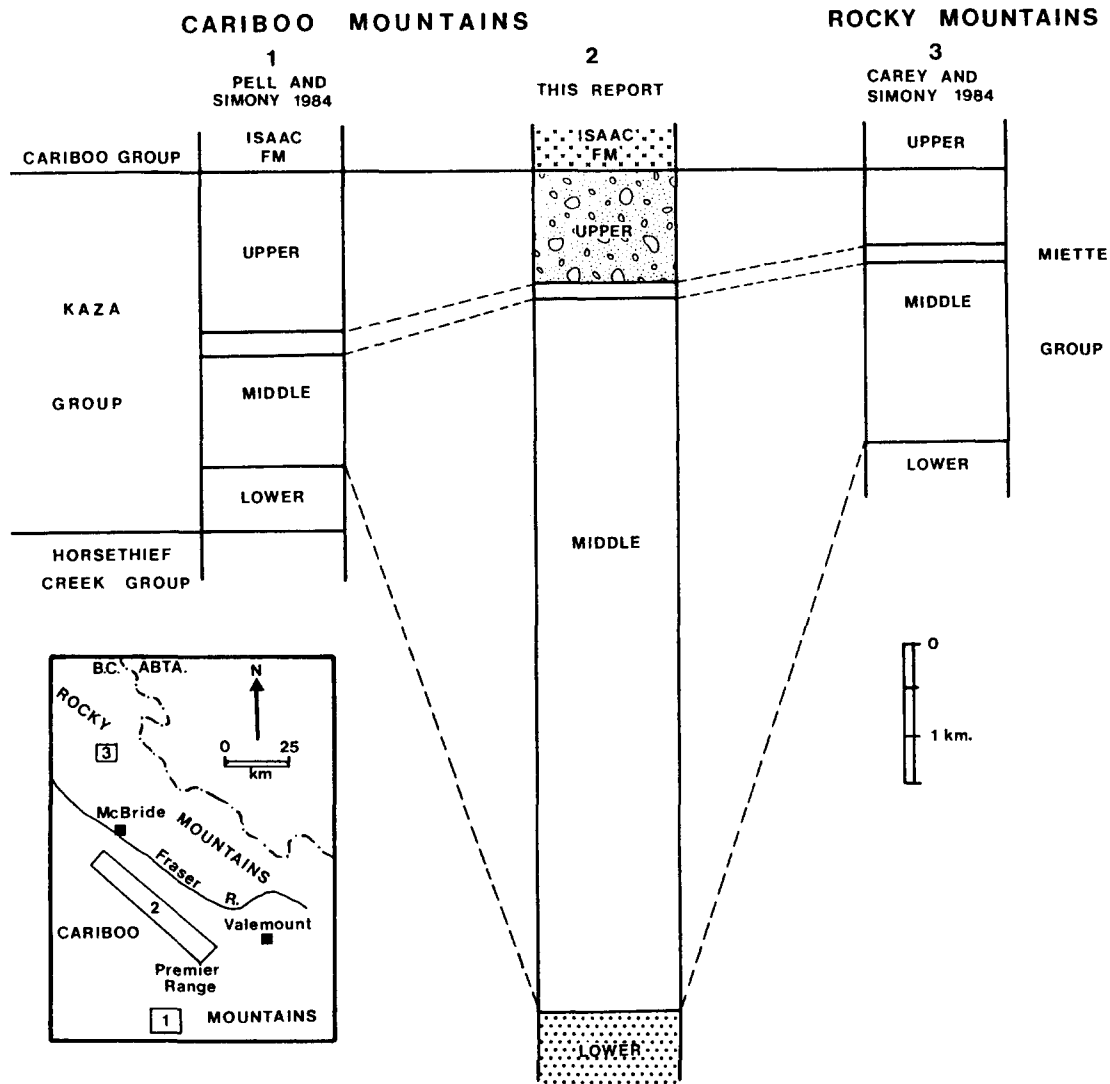 CARIBOO MOUNTAINS
ROCKY MOUNTAINS
1
PELL AND
SIMONY 1984
2
THIS REPORT
3
CAREY AND
SIMONY 1984
CARIBOO GROUP
ISAAC
FM
ISAAC
FM
UPPER
UPPER
UPPER
MIETTE
KAZA
MIDDLE
GROUP
GROUP
MIDDLE
LOWER
LOWER
HORSETHIEF
CREEK GROUP
MIDDLE
0
1 km.
LOWER
B.C. ABTA.
N
ROCKY
0 25
km
3
McBride
MOUNTAINS
Fraser
R.
2
Valemount
CARIBOO
Premier
Range
1 MOUNTAINS